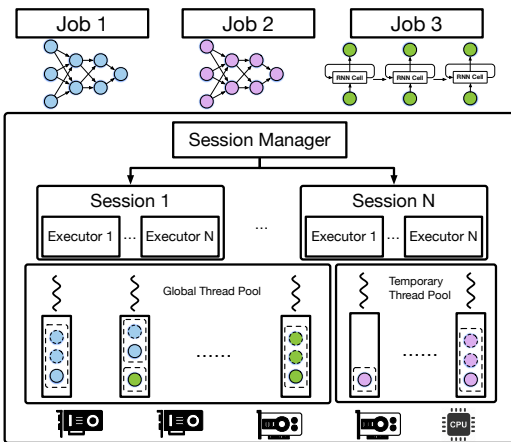 Job 1
Job 2
Job 3
RNN Cell
RNN Cell
RNN Cell
Session Manager
Session 1
Session N
...
Executor 1
...
Executor N
Executor 1
...
Executor N
Global Thread Pool
Temporary
Thread Pool
......
......
CPU